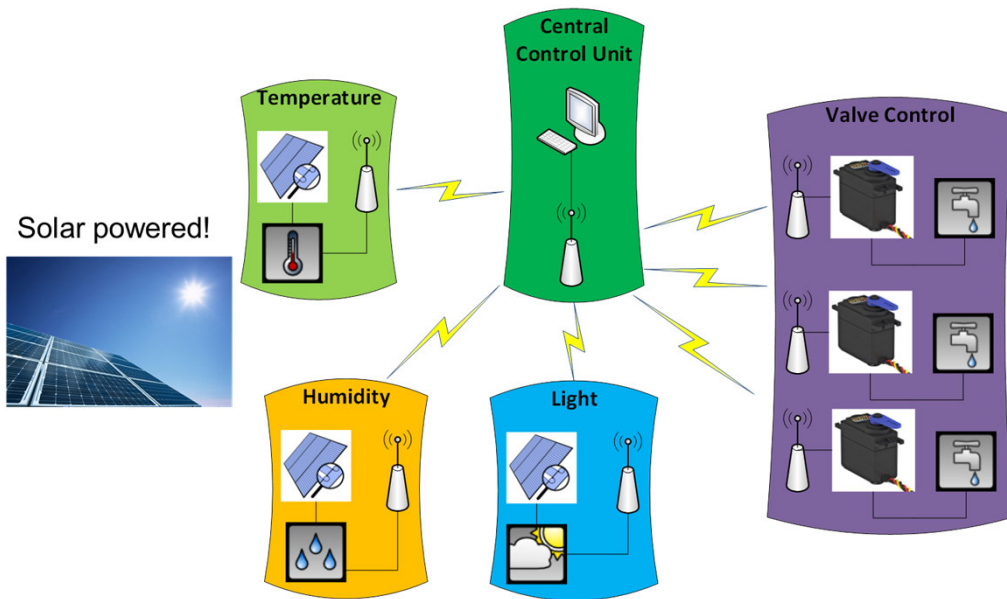 Central
Control Unit
Temperature
Valve Control
Solar powered!
Humidity
Light